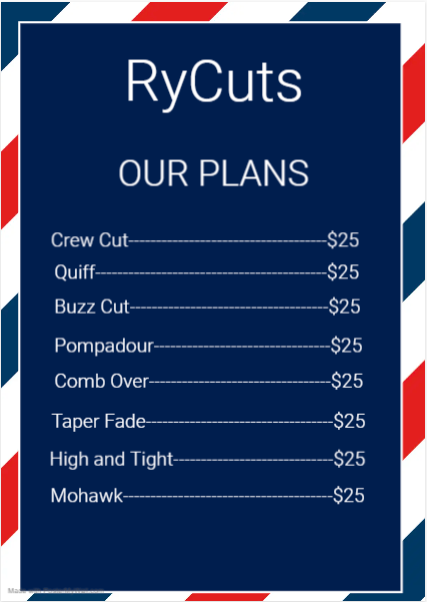 RyCuts
OUR PLANS
Crew Cut------------------------------------$25
Quiff------------------------------------------$25
Buzz Cut------------------------------------$25
Pompadour--------------------------------$25
Comb Over---------------------------------$25
Taper Fade----------------------------------$25
High and Tight-----------------------------$25
Mohawk--------------------------------------$25